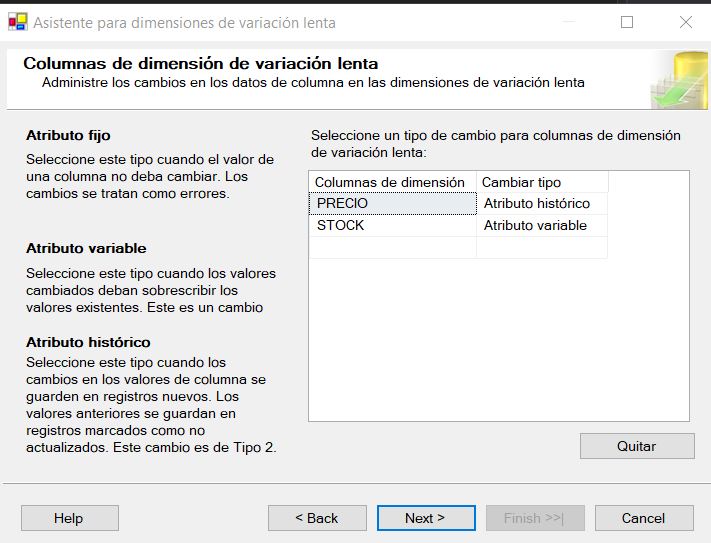 Asistente para dimensiones de variación lenta
Columnas de dimensión de variación lenta
Administre los cambios en los datos de columna en las dimensiones de variación lenta
Atributo fijo
Seleccione este tipo cuando el valor de
una columna no deba cambiar. Los
cambios se tratan como errores.
Atributo variable
Seleccione este tipo cuando los valores
cambiados deban sobrescribir los
valores existentes. Este es un cambio
Atributo histórico
Seleccione este tipo cuando los
cambios en los valores de columna se
guarden en registros nuevos. Los
valores anteriores se guardan en
registros marcados como no
actualizados. Este cambio es de Tipo 2.
Seleccione un tipo de cambio para columnas de dimensión
de variación lenta:
Columnas de dimensión Cambiar tipo
PRECIO Atributo histórico
STOCK Atributo variable
Quitar
Help < Back Next > Finish >>| Cancel